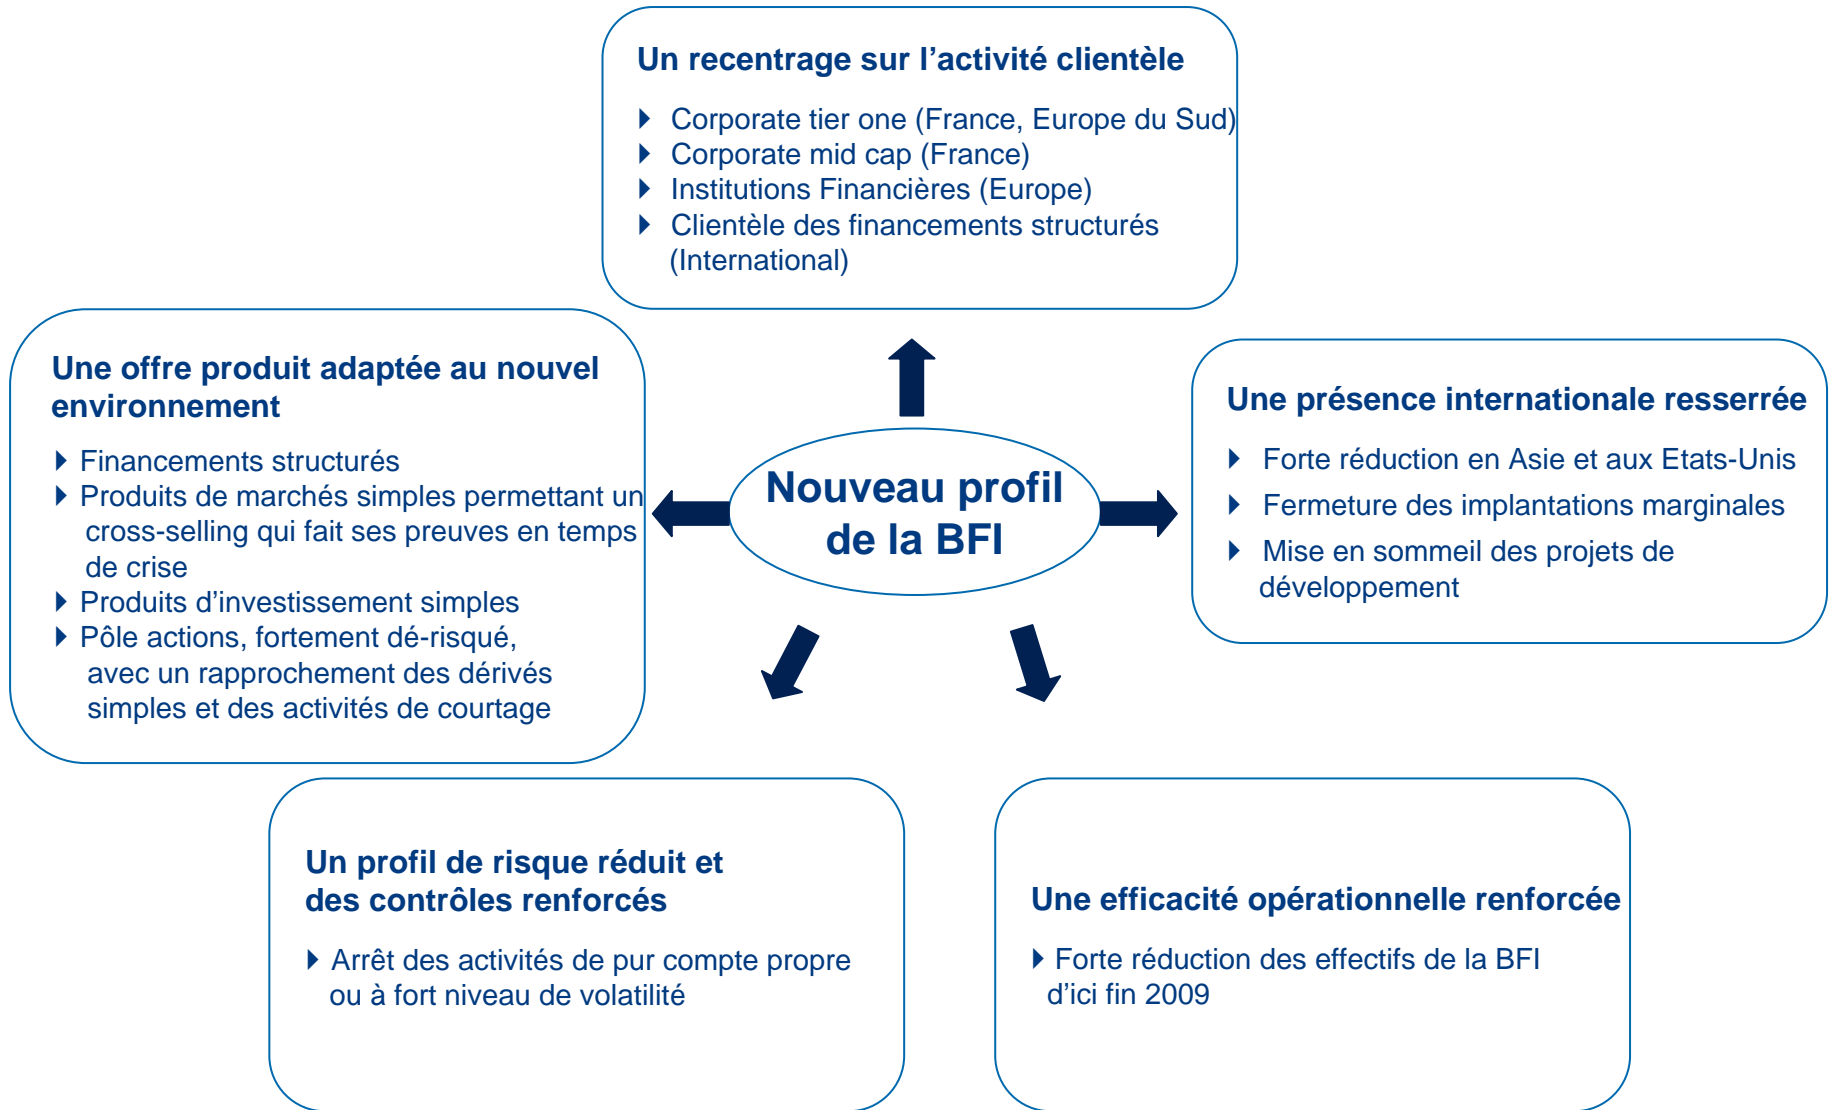 Un recentrage sur l’activité clientèle
Corporate tier one (France, Europe du Sud)
Corporate mid cap (France)
Institutions Financières (Europe)
Clientèle des financements structurés
(International)
Une offre produit adaptée au nouvel
environnement
Financements structurés
Produits de marchés simples permettant un
cross-selling qui fait ses preuves en temps
de crise
Produits d’investissement simples
Pôle actions, fortement dé-risqué,
avec un rapprochement des dérivés
simples et des activités de courtage
Nouveau profil
de la BFI
Une présence internationale resserrée
Forte réduction en Asie et aux Etats-Unis
Fermeture des implantations marginales
Mise en sommeil des projets de
développement
Un profil de risque réduit et
des contrôles renforcés
Arrêt des activités de pur compte propre
ou à fort niveau de volatilité
Une efficacité opérationnelle renforcée
Forte réduction des effectifs de la BFI
d’ici fin 2009